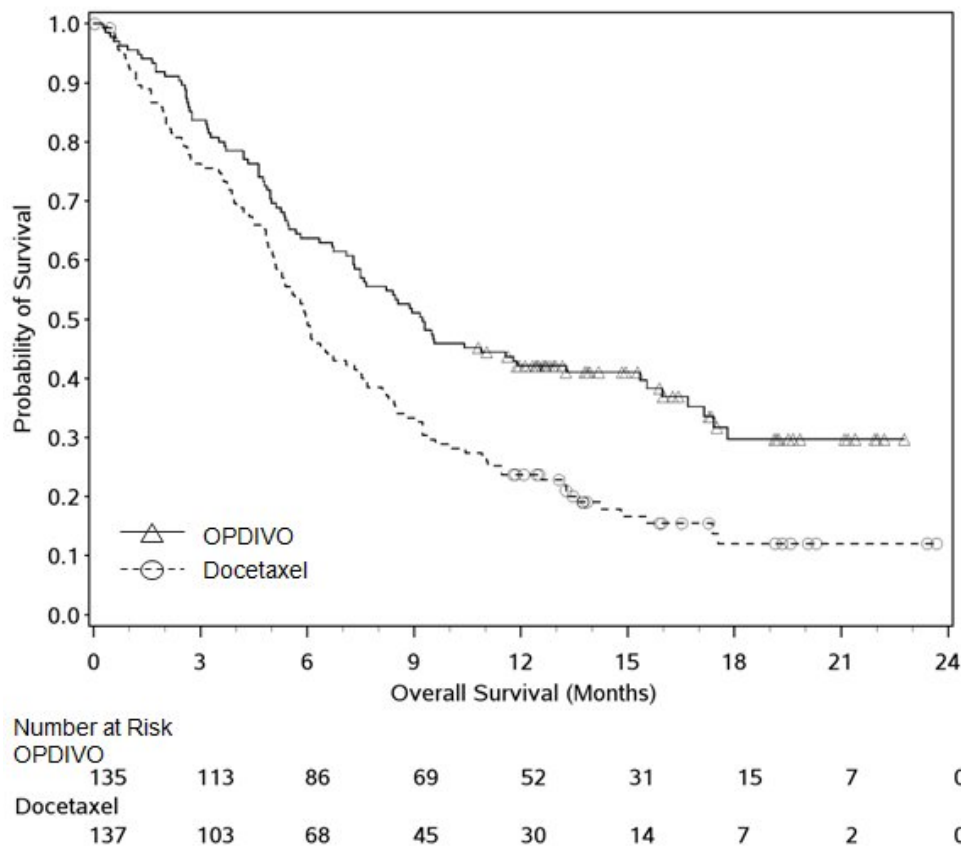 1.0
0.9
0.8
0.7
0.6
0.5
0.4
0.3
0.2
0.1
0.0
Probability of Survival
OPDIVO
Docetaxel
0 3 6 9 12 15 18 21 24
Overall Survival (Months)
Number at Risk
OPDIVO
135 113 86 69 52 31 15 7 0
Docetaxel
137 103 68 45 30 14 7 2 0